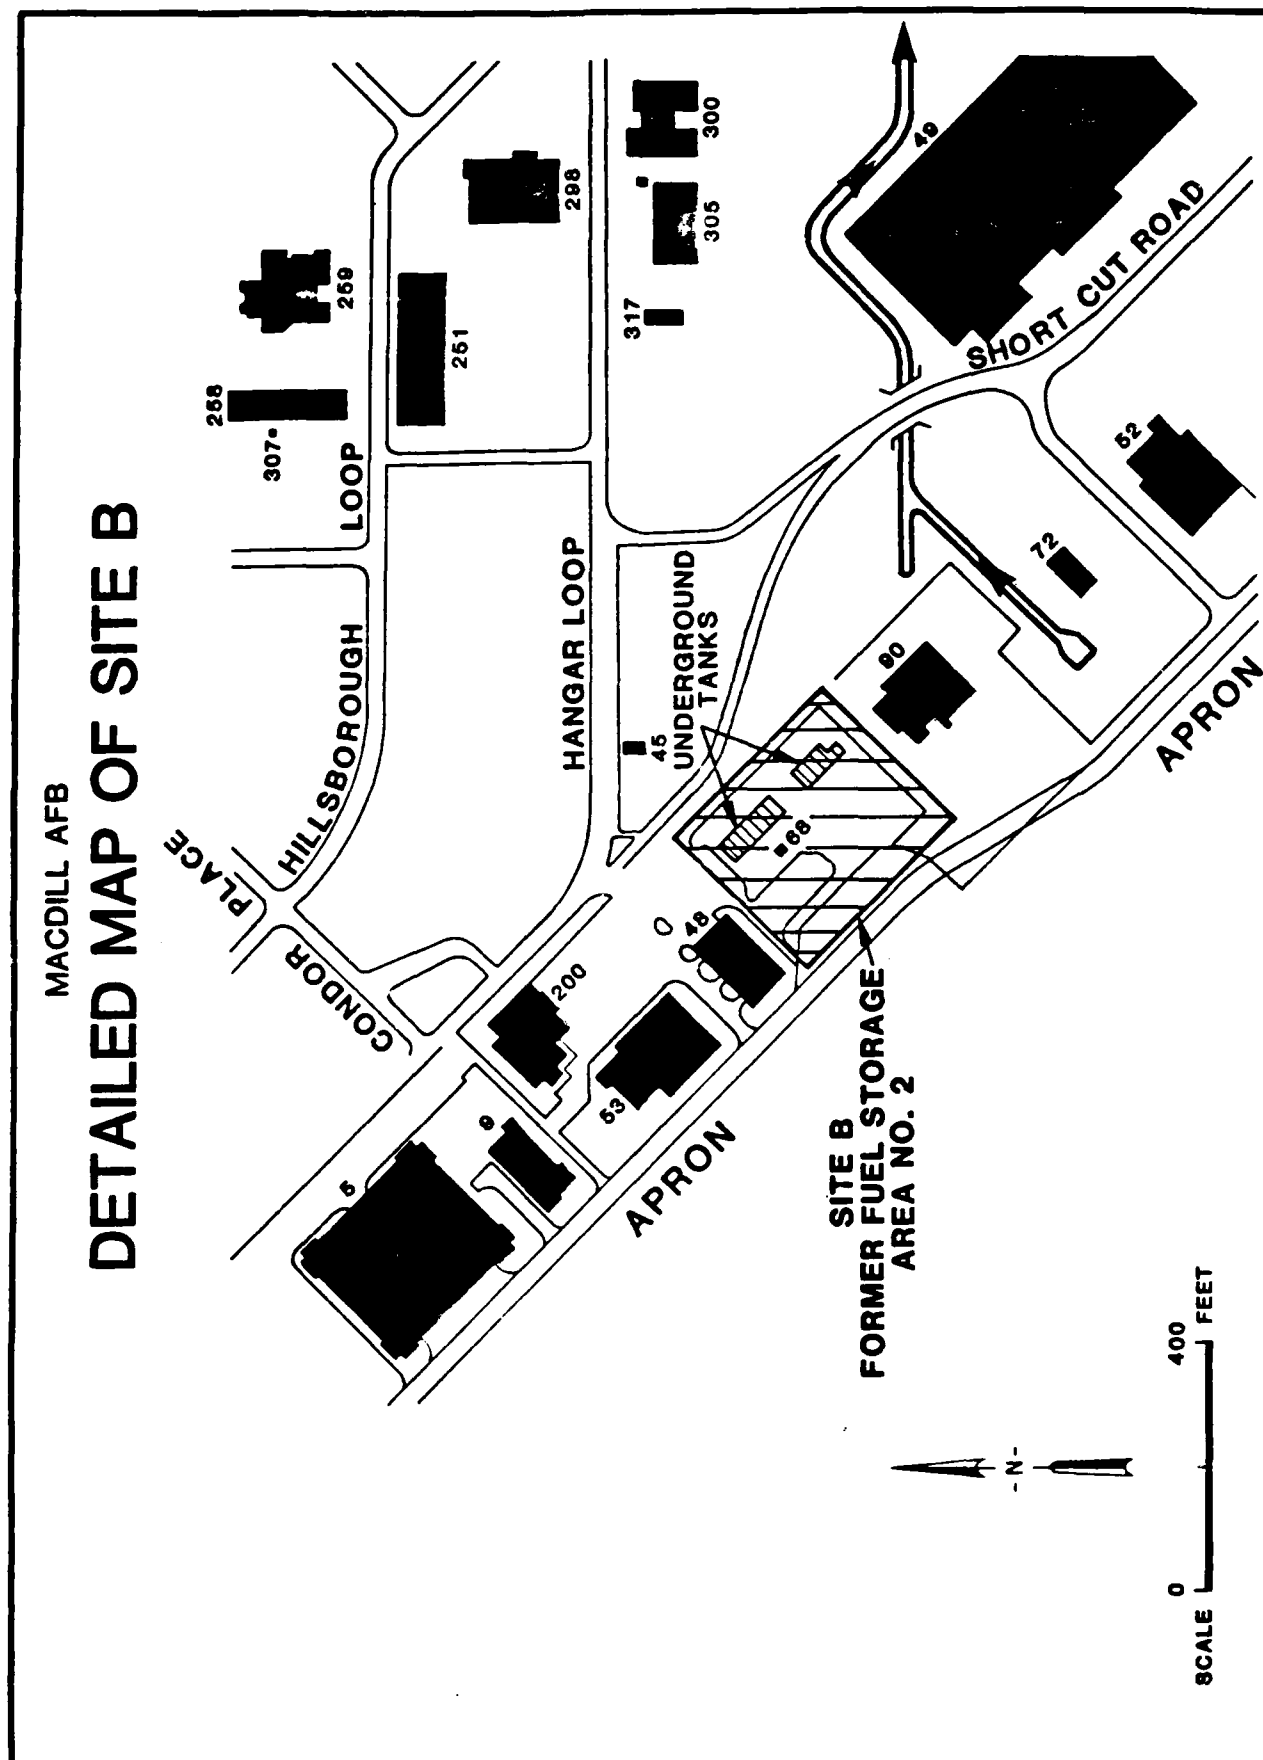 MACDILL AFB
DETAILED MAP OF SITE B
PLACE
CONDOR
HILLSBOROUGH
LOOP
307
258
259
251
298
HANGAR LOOP
317
305
300
45
UNDERGROUND
TANKS
49
SHORT CUT ROAD
5
9
200
53
48
68
90
72
52
APRON
APRON
SITE B
FORMER FUEL STORAGE
AREA NO. 2
-N-
0
400
SCALE
FEET